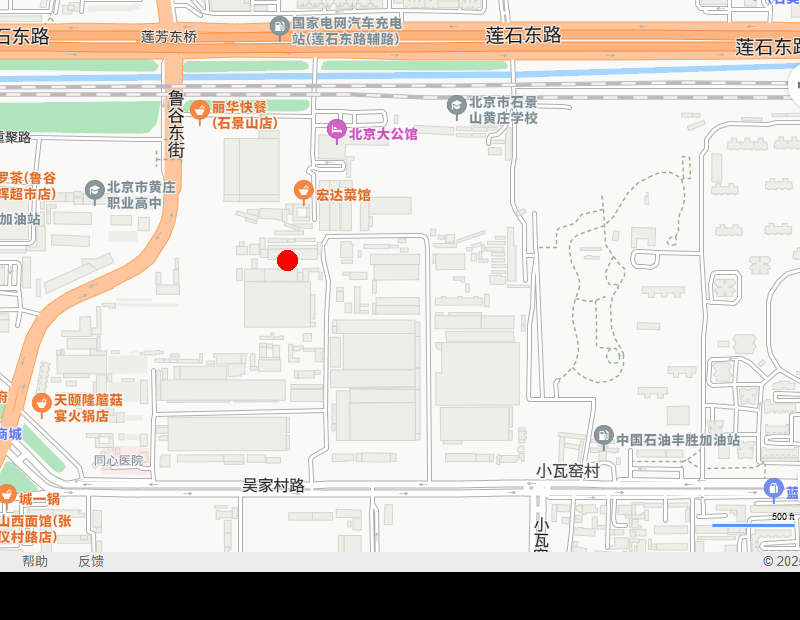 国家电网汽车充电
站(莲石东路辅路)
石东路
莲芳东桥
莲石东路
莲石东路
鲁谷东街
丽华快餐
(石景山店)
北京市石景
山黄庄学校
北京大公馆
重聚路
罗茶(鲁谷
辉超市店)
北京市黄庄
职业高中
宏达菜馆
加油站
天颐隆蘑菇
宴火锅店
府
商城
同心医院
中国石油丰胜加油站
小瓦窑村
吴家村路
城一锅
蓝
山西面馆(张
仪村路店)
小瓦窑
500 ft
帮助
反馈